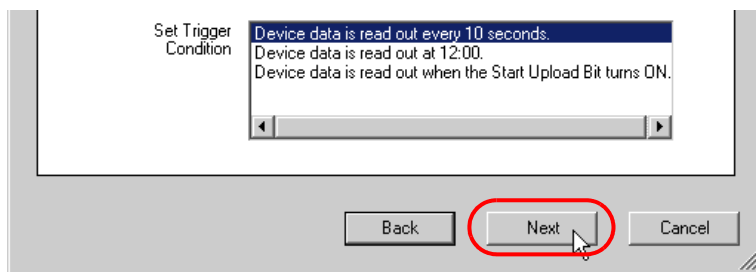 Set Trigger
Condition
Device data is read out every 10 seconds.
Device data is read out at 12:00.
Device data is read out when the Start Upload Bit turns ON.
Back Next Cancel